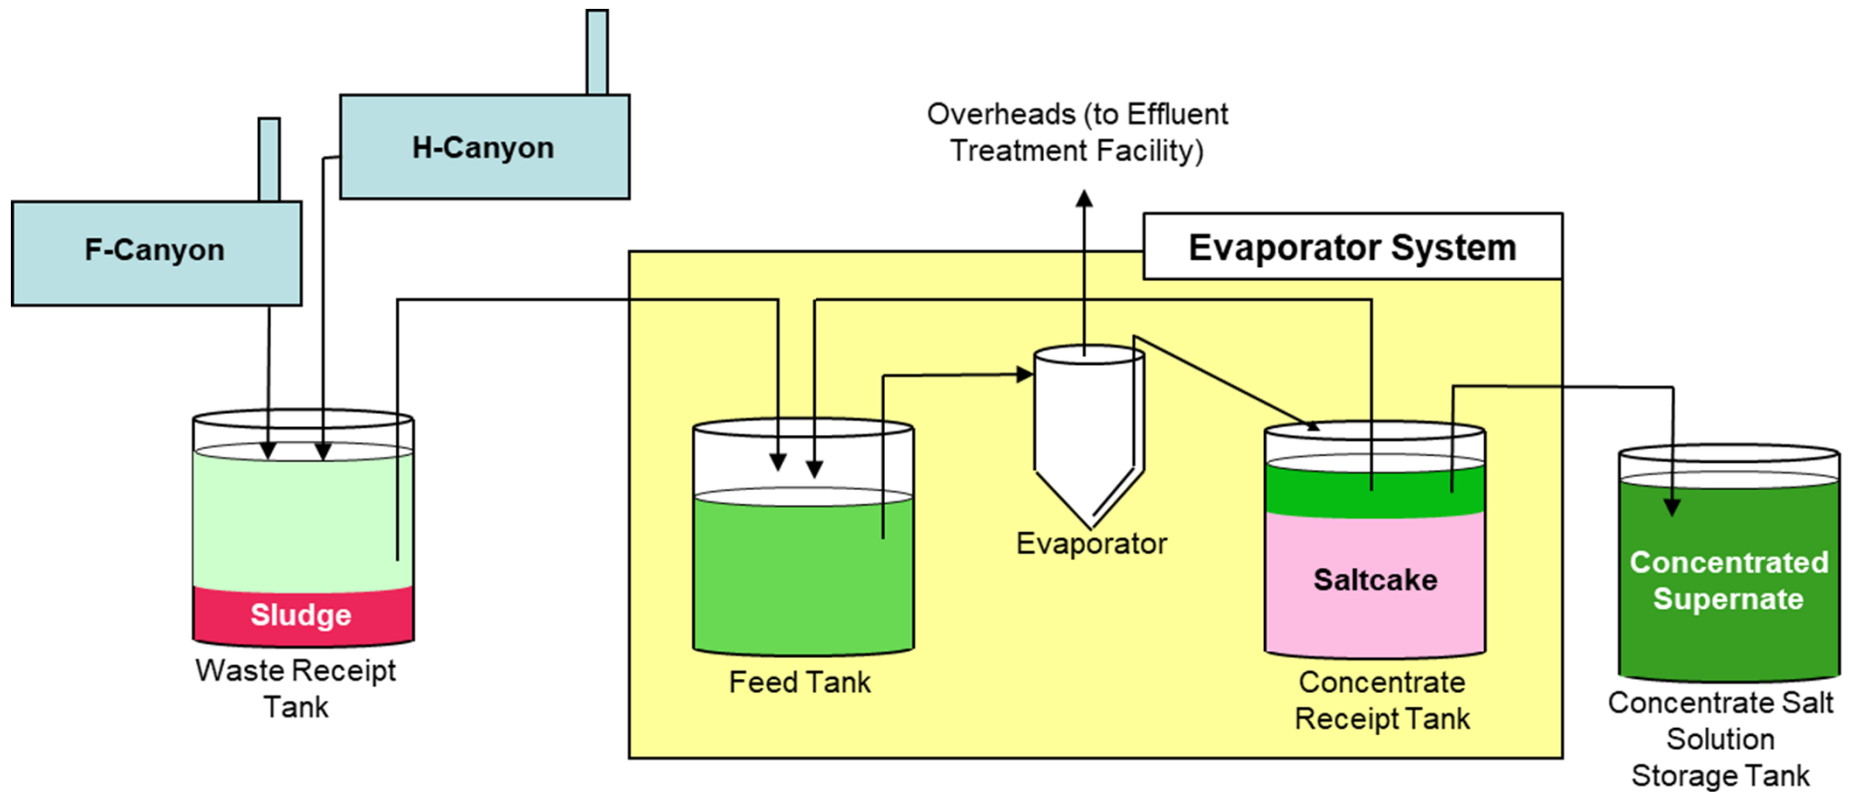 H-Canyon
F-Canyon
Overheads (to Effluent
Treatment Facility)
Evaporator System
Evaporator
Saltcake
Concentrated
Supernate
Sludge
Waste Receipt
Tank
Feed Tank
Concentrate
Receipt Tank
Concentrate Salt
Solution
Storage Tank